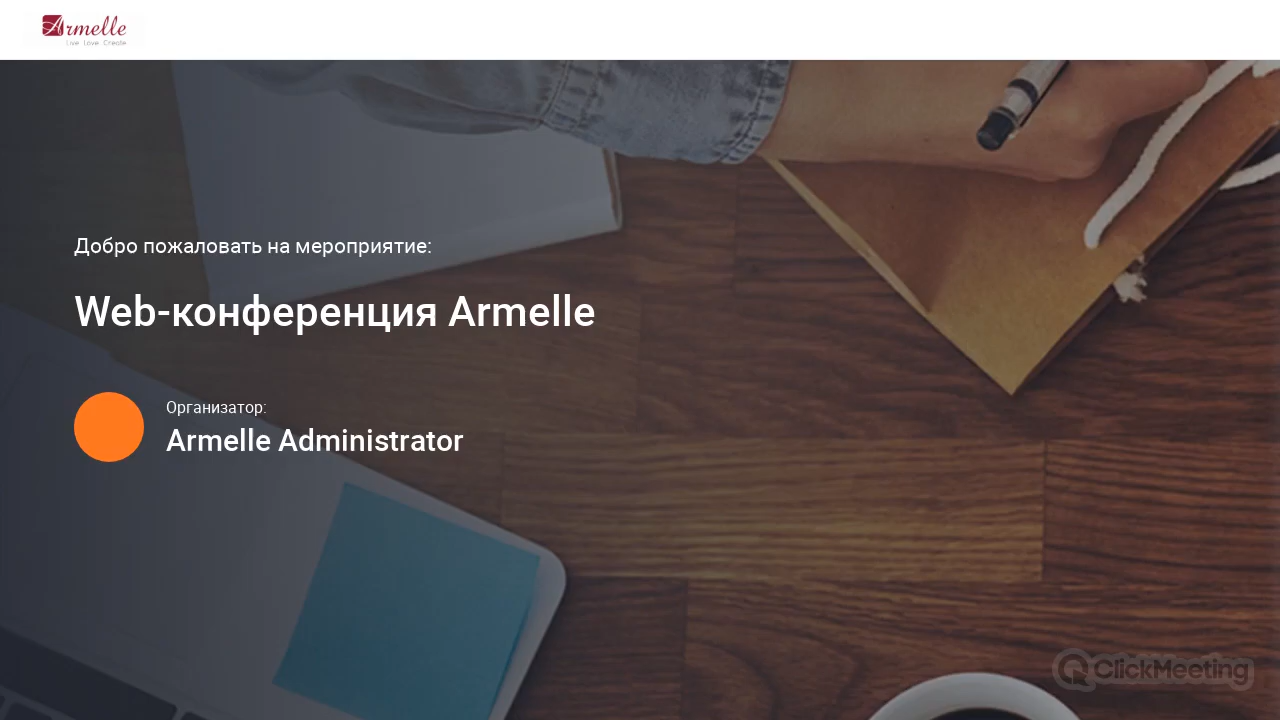 Armelle
Live Love Create
Добро пожаловать на мероприятие:
Web-конференция Armelle
Организатор:
Armelle Administrator
ClickMeeting